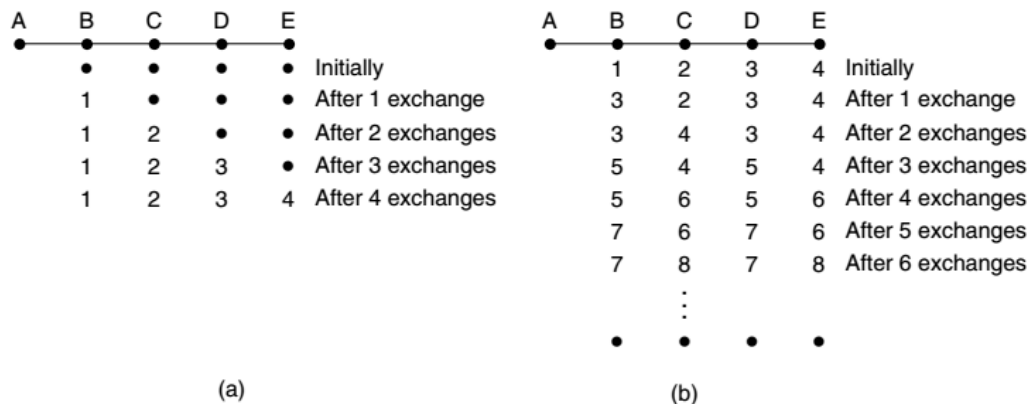 A B C D E
Initially
1 After 1 exchange
1 2 After 2 exchanges
1 2 3 After 3 exchanges
1 2 3 4 After 4 exchanges
(a)
A B C D E
1 2 3 4 Initially
3 2 3 4 After 1 exchange
3 4 3 4 After 2 exchanges
5 4 5 4 After 3 exchanges
5 6 5 6 After 4 exchanges
7 6 7 6 After 5 exchanges
7 8 7 8 After 6 exchanges
(b)